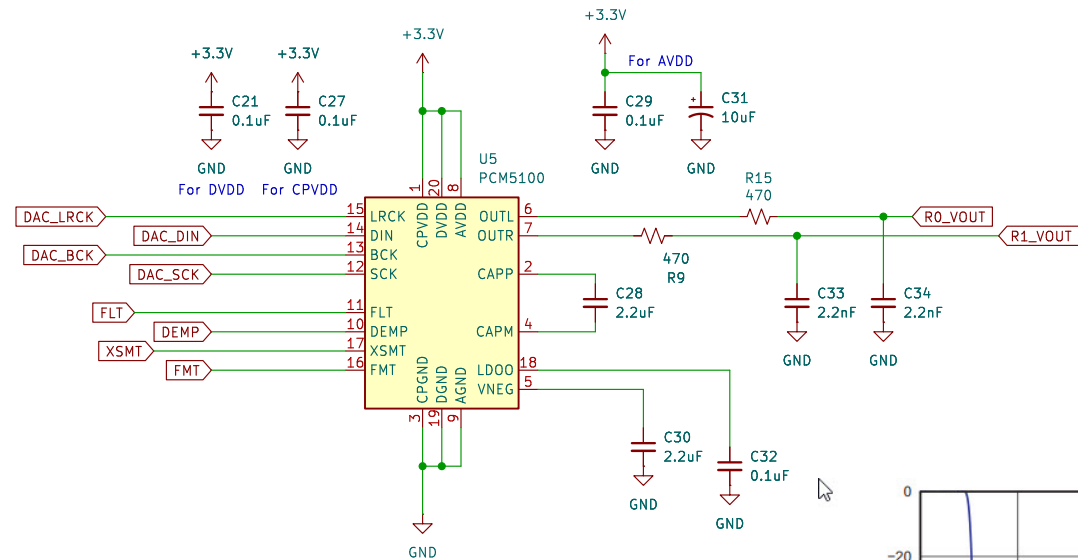 +3.3V
+3.3V
+3.3V
+3.3V
For AVDD
C21
0.1uF
C27
0.1uF
C29
0.1uF
C31
10uF
+
GND
GND
GND
GND
For DVDD
For CPVDD
U5
PCM5100
R15
470
1
20
8
CPVDD
DVDD
AVDD
DAC_LRCK
15
LRCK
OUTL
6
R0_VOUT
DAC_DIN
14
DIN
OUTR
7
R1_VOUT
DAC_BCK
13
BCK
470
R9
DAC_SCK
12
SCK
CAPP
2
C28
2.2uF
C33
2.2nF
C34
2.2nF
FLT
11
FLT
DEMP
10
DEMP
CAPM
4
XSMT
17
XSMT
GND
GND
FMT
16
FMT
LDOO
18
VNEG
5
CPGND
DGND
AGND
3
19
9
C30
2.2uF
C32
0.1uF
GND
GND
GND
0
−20